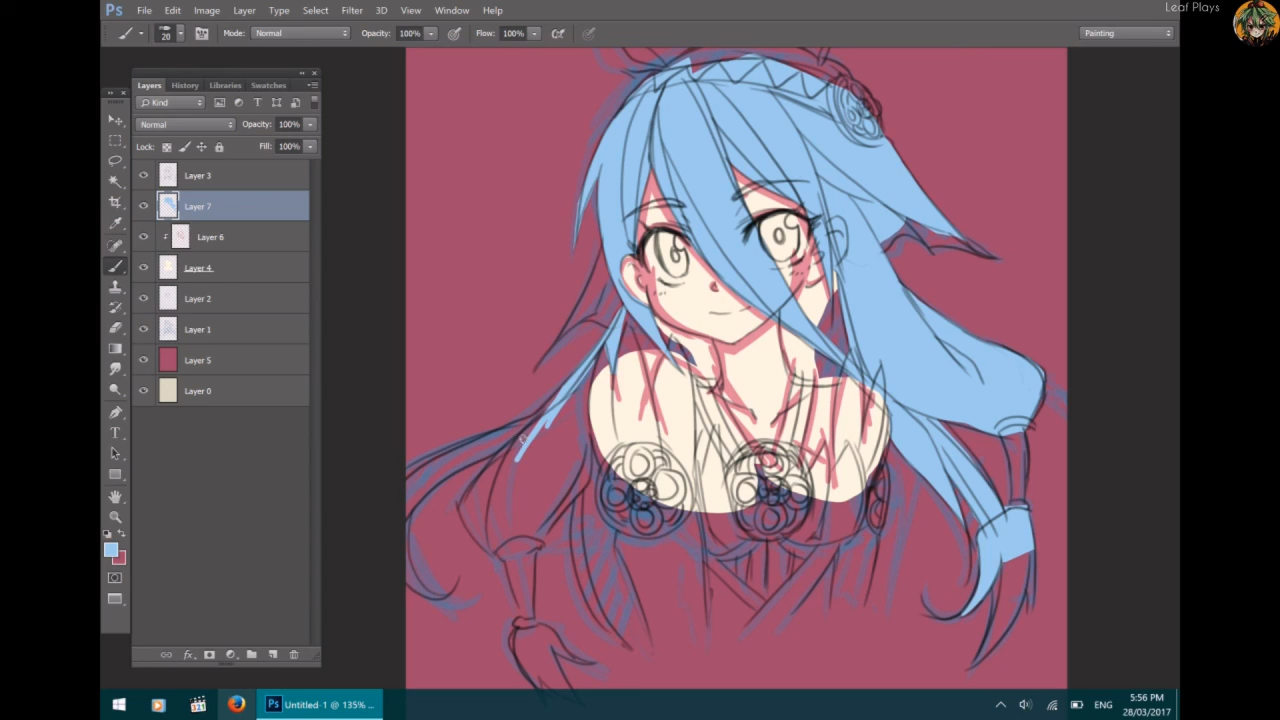 Leaf Plays
Ps File Edit Image Layer Type Select Filter 3D View Window Help
20 Mode: Normal Opacity: 100% Flow: 100% Painting
Layers History Libraries Swatches
Kind
Normal Opacity: 100%
Lock: Fill: 100%
Layer 3
Layer 7
Layer 6
Layer 4
Layer 2
Layer 1
Layer 5
Layer 0
fx
Ps Untitled-1 @ 135% ... ENG 5:56 PM
28/03/2017